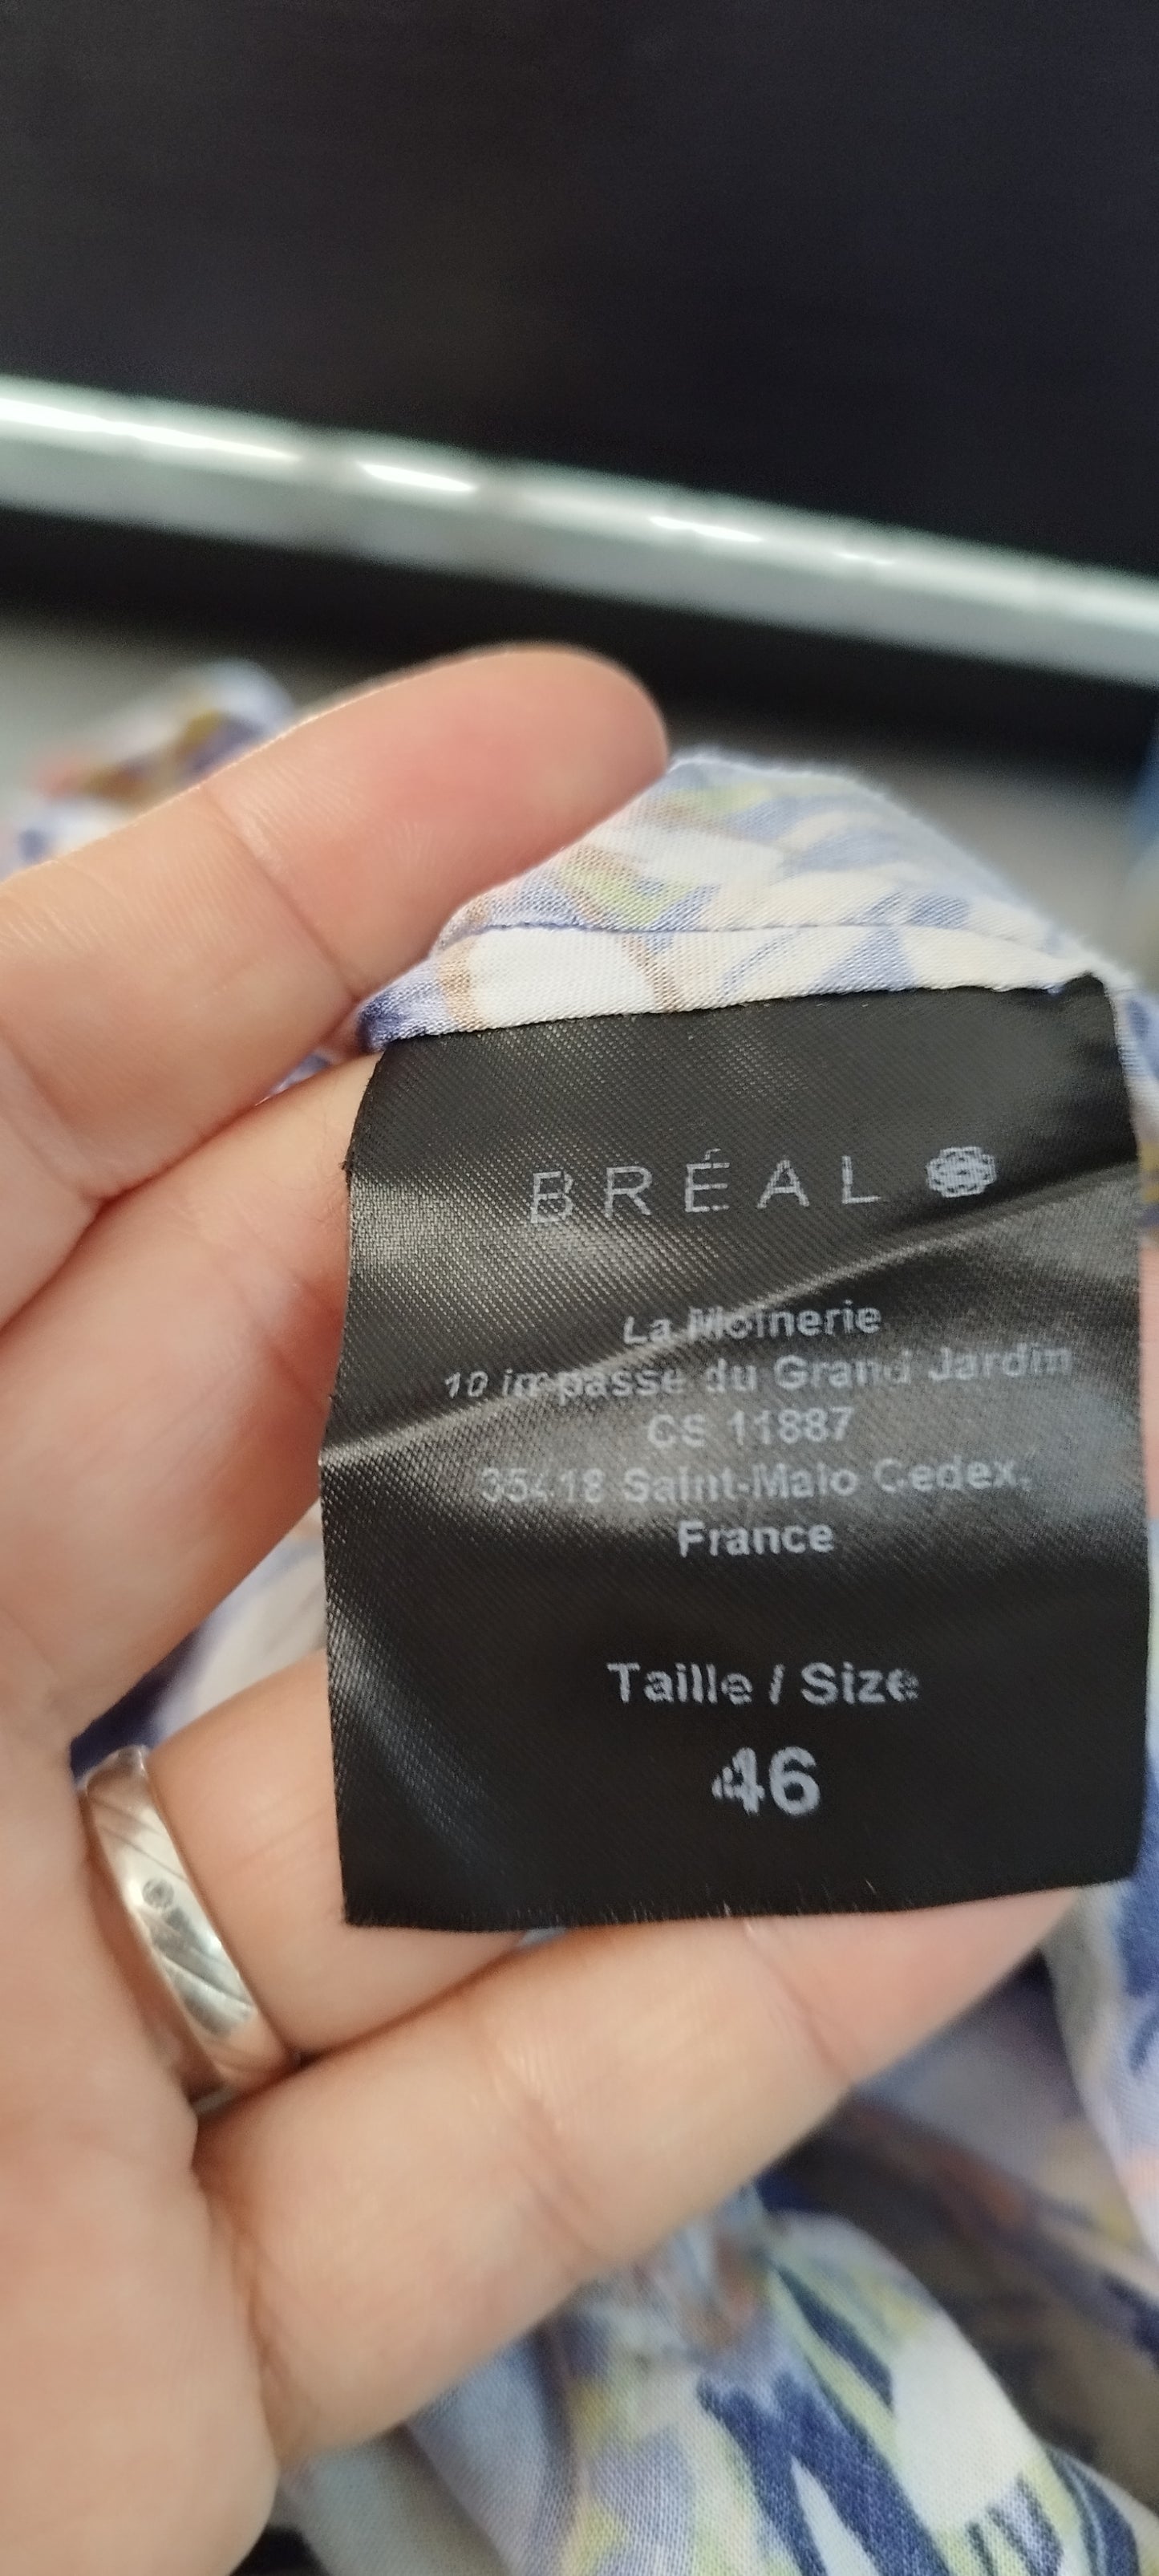 BRÉAL
La Moinerie
10 impasse du Grand Jardin
CS 11887
35418 Saint-Malo Cedex,
France
Taille / Size
46